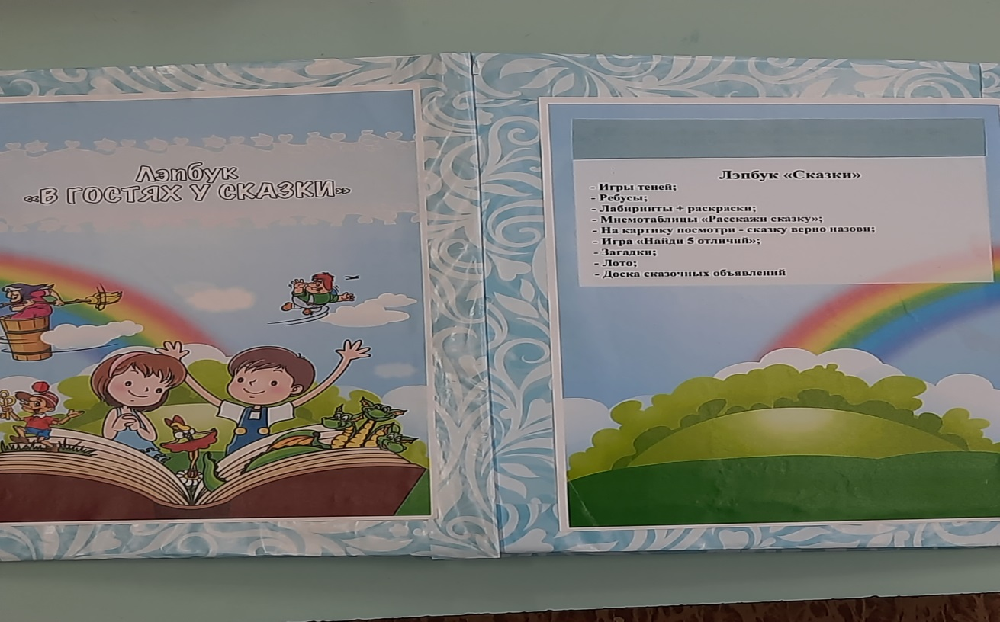 Лэпбук
«В ГОСТЯХ У СКАЗКИ»
Лэпбук «Сказки»
- Игры теней;
- Ребусы;
- Лабиринты + раскраски;
- Мнемотаблицы «Расскажи сказку»;
- На картику посмотри - сказку верно назови;
- Игра «Найди 5 отличий»;
- Загадки;
- Лото;
- Доска сказочных объявлений